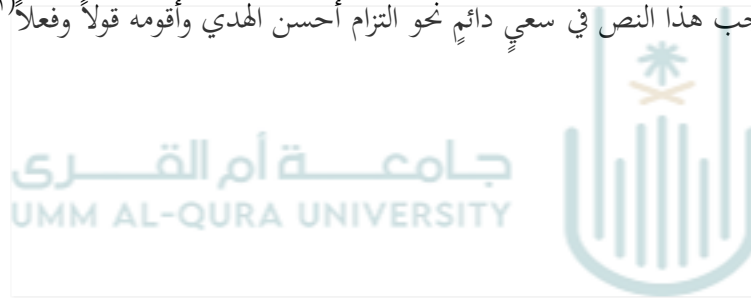 هذا النص في سعيٍ دائمٍ نحو التزام أحسن الهدي وأقومه قولاً وفعلاً
جامعة أم القرى
UMM AL-QURA UNIVERSITY